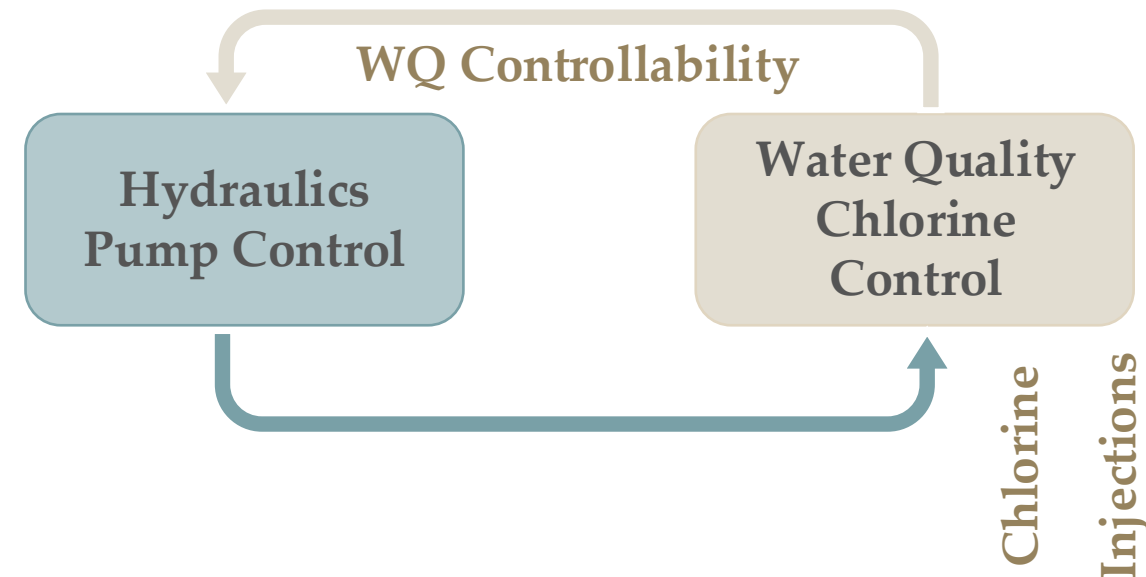 WQ Controllability
Hydraulics
Pump Control
Water Quality
Chlorine
Control
Chlorine
Injections